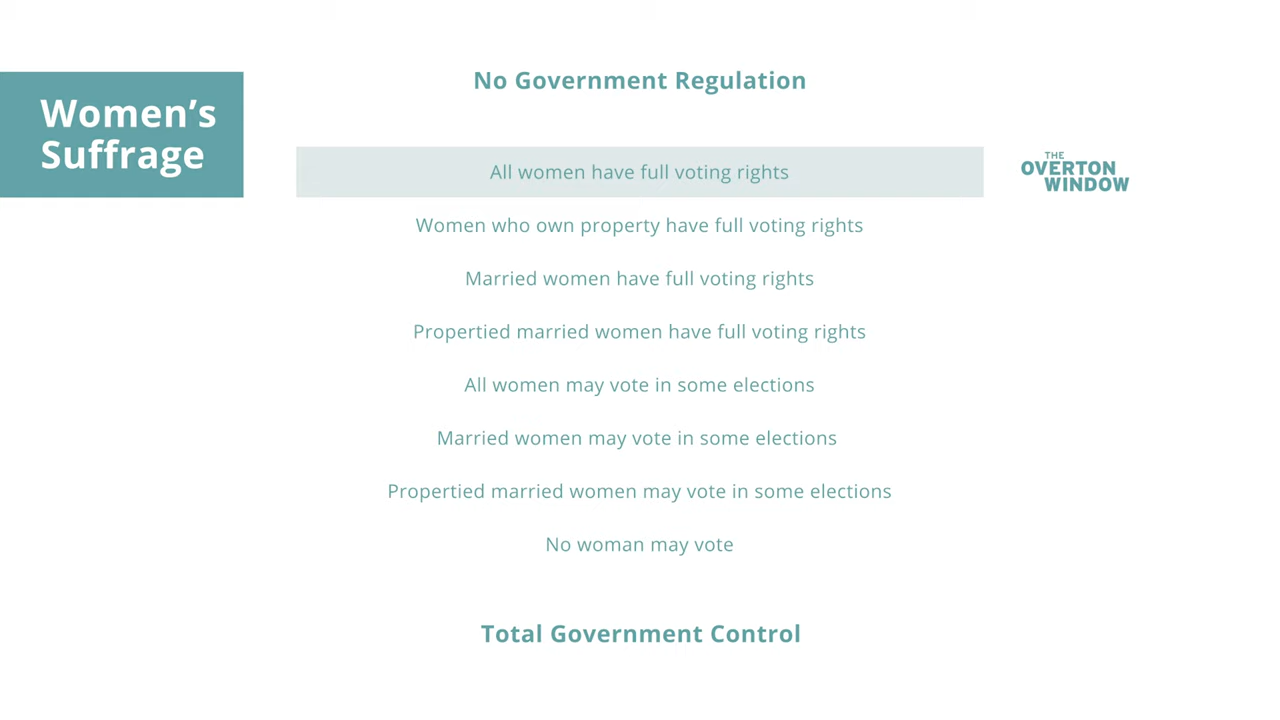 Women’s
Suffrage
No Government Regulation
All women have full voting rights
THE
OVERTON
WINDOW
Women who own property have full voting rights
Married women have full voting rights
Propertied married women have full voting rights
All women may vote in some elections
Married women may vote in some elections
Propertied married women may vote in some elections
No woman may vote
Total Government Control